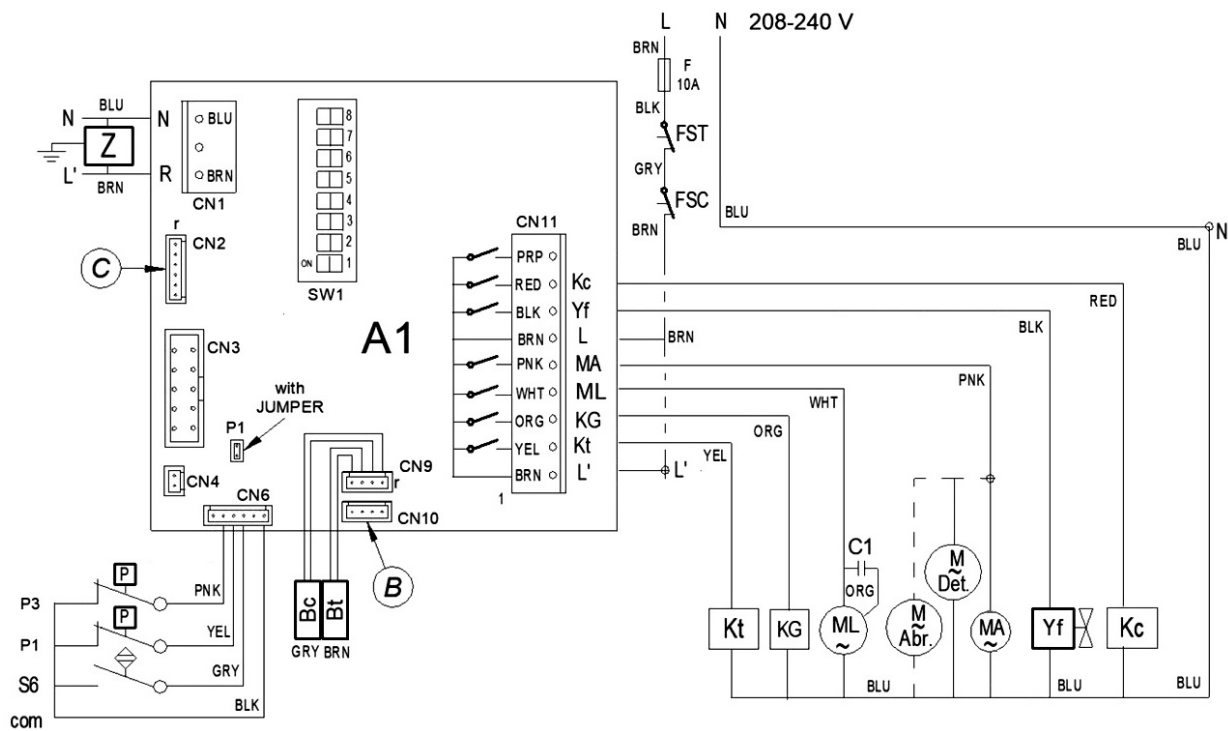 L N 208-240 V
BRN
F
10A
BLK
FST
GRY
FSC
BRN
BLU
N
BLU
N BLU N
Z
L' BRN R
BLU
BRN
CN1
8
7
6
5
4
3
2
ON 1
SW1
r
CN2
C
CN3
A1
with
JUMPER
P1
CN4
CN6
CN9
r
CN10
B
CN11
PRP
RED Kc
BLK Yf
BRN L BRN
PNK MA
WHT ML
ORG KG
YEL Kt
BRN L' L'
1
RED
BLK
PNK
WHT
ORG
YEL
P
P3 PNK
P
P1 YEL
S6 GRY
com BLK
Bc Bt
GRY BRN
C1
ORG
Kt
KG
ML
~
M
~
Abr.
M
~
Det.
MA
~
Yf
Kc
BLU BLU BLU